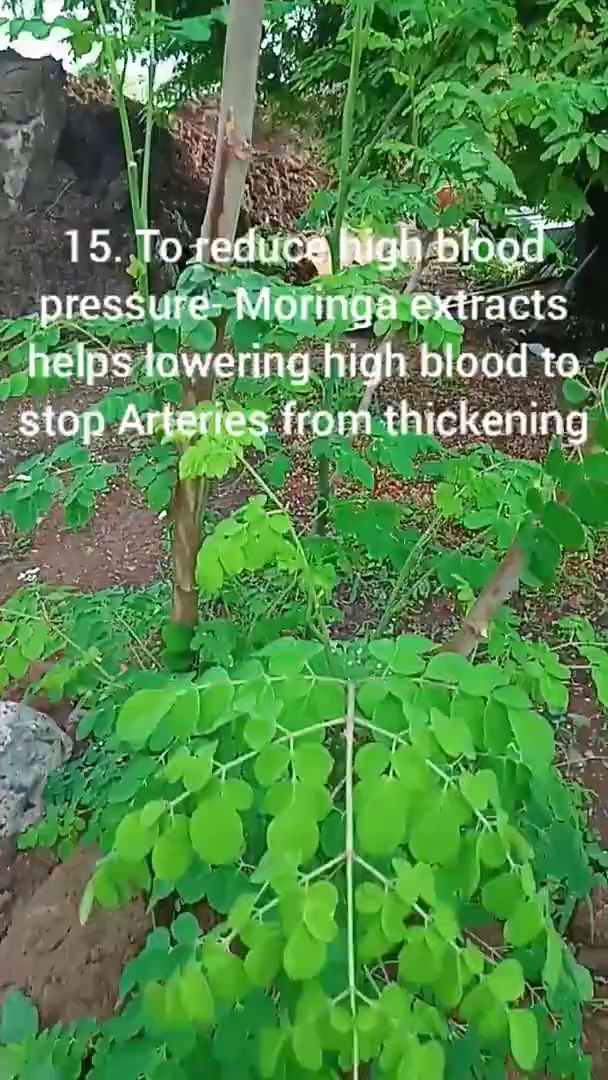 15. To reduce high blood
pressure- Moringa extracts
helps lowering high blood to
stop Arteries from thickening